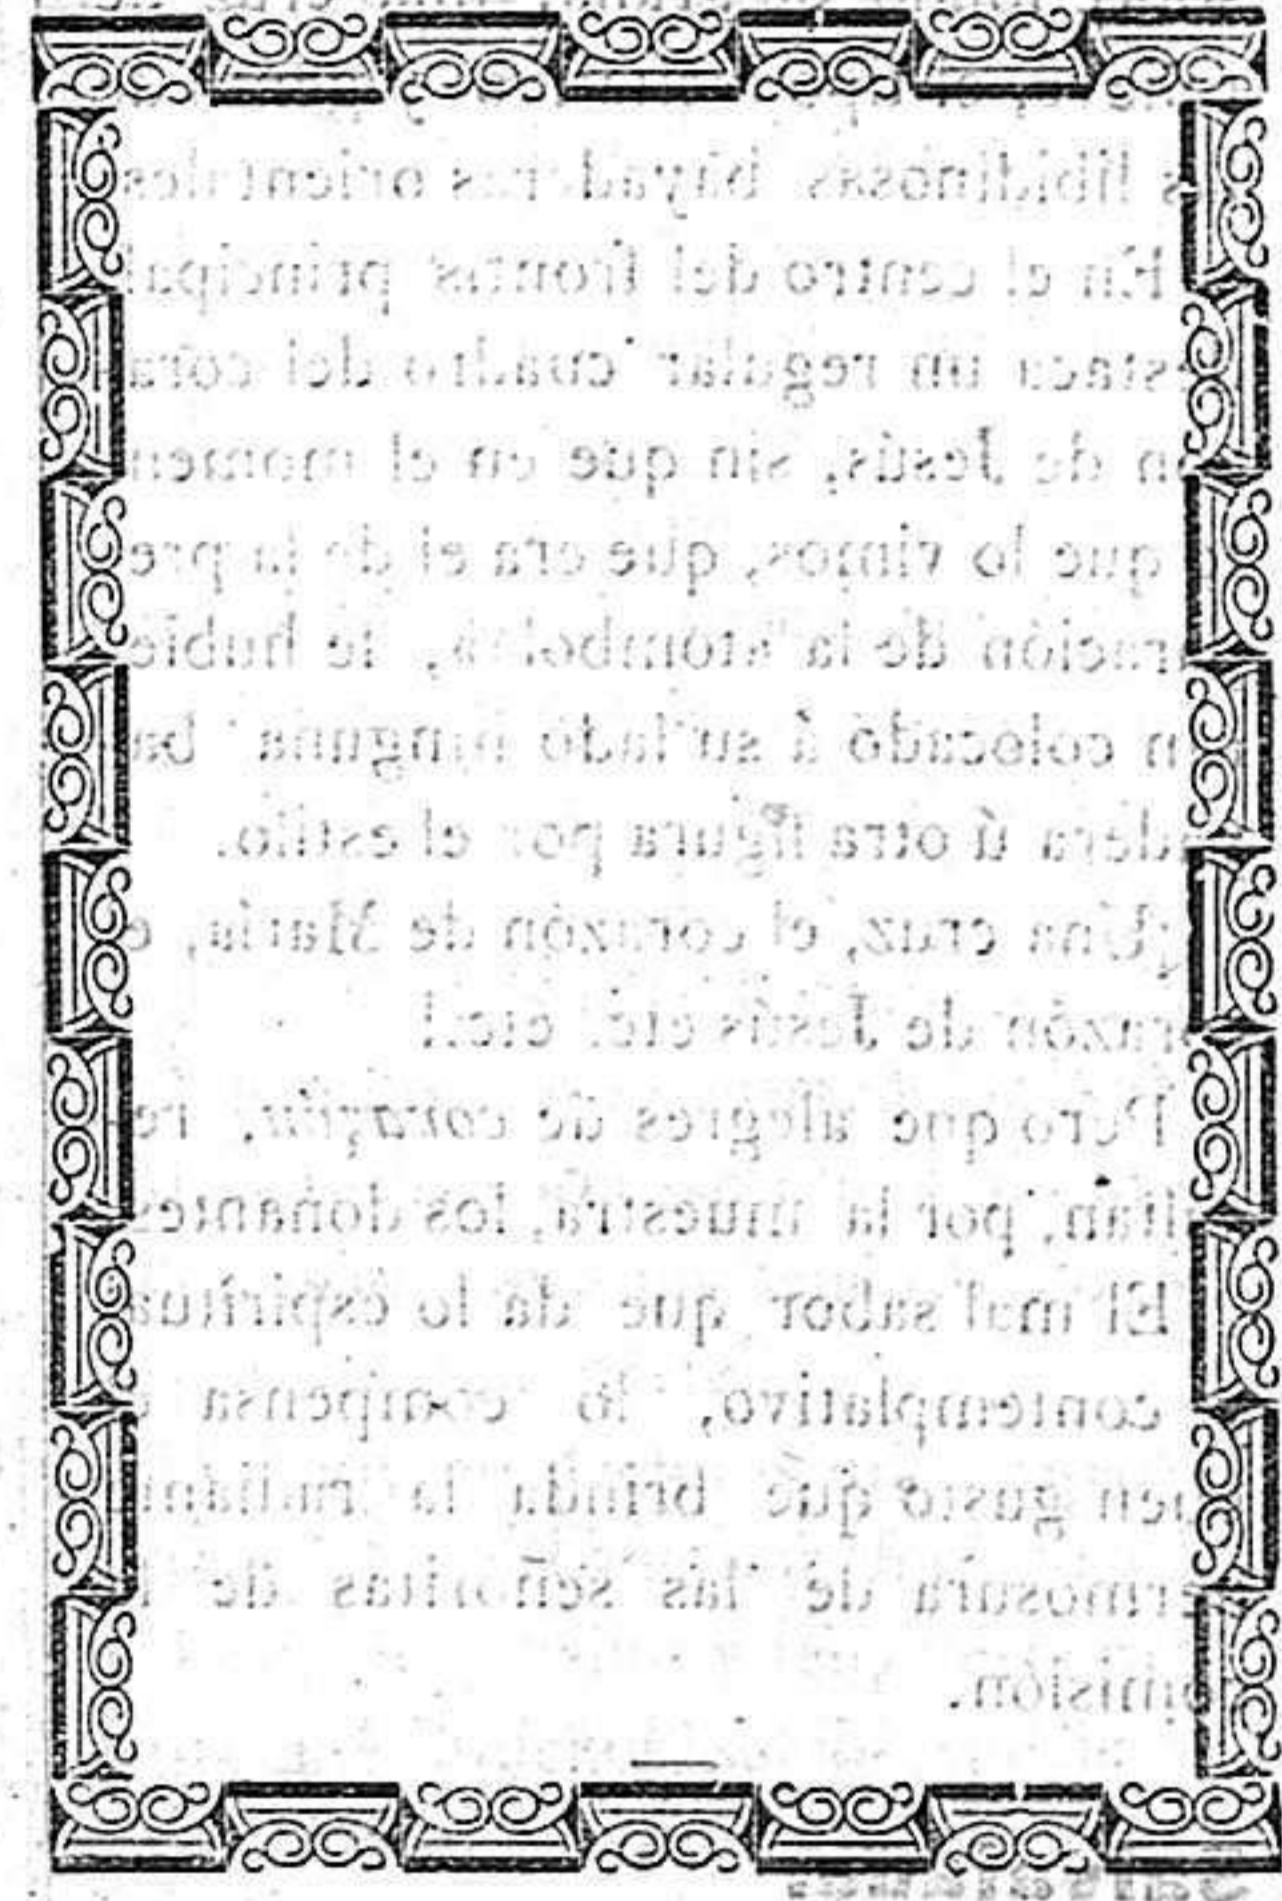 libidinosas bayaderas orientales
En el centro del frontis principal
staca un regular cuadro del cora
n de Jesús, sin que en el momen
que lo vimos, que era el de la pre
ración de la «tómbola», le hubie
n colocado á su lado ninguna ba
dera ú otra figura por el estilo.
¡Una cruz, el corazón de María, e
razón de Jesús etc. etc.!
Pero que alegres de corazón, re
ltan, por la muestra, los donantes
El mal sabor que da lo espiritua
contemplativo, lo compensa e
en gusto que brinda la radiant
ermosura de las señoritas de l
misión.